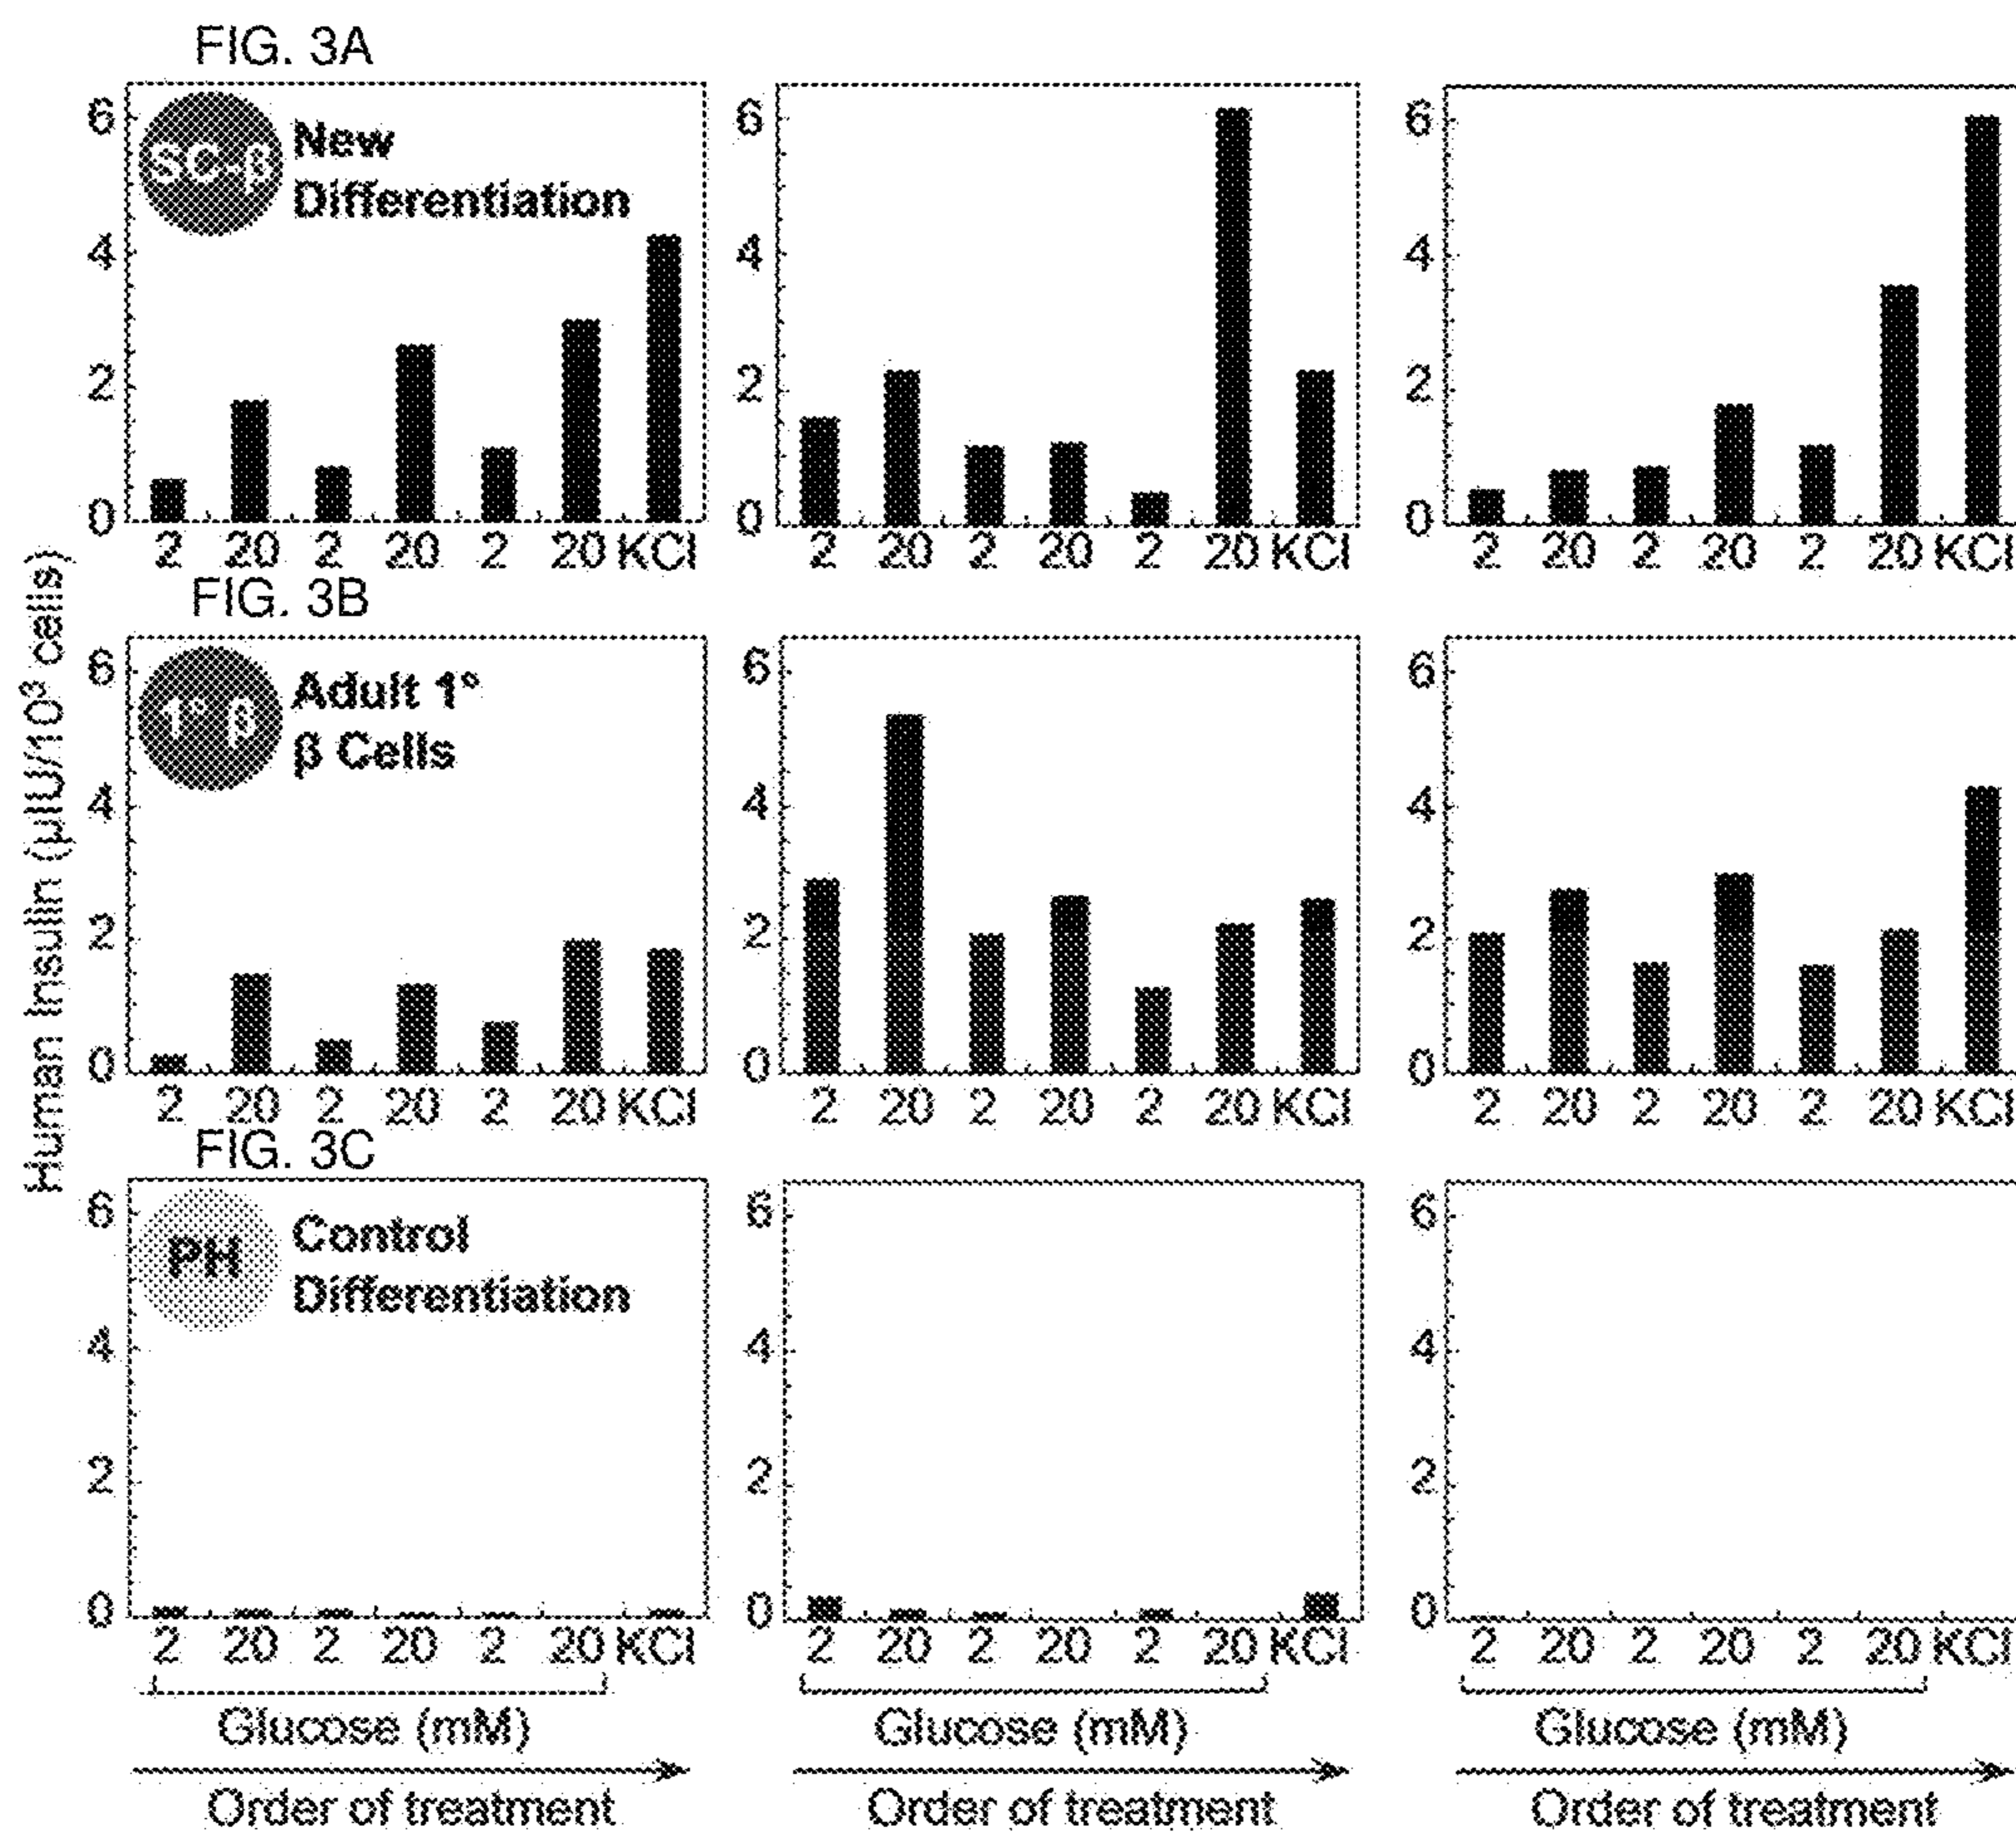 FIG. 3A
SC-β New
Differentiation
6 6 6
4 4 4
2 2 2
0 0 0
2 20 2 20 2 20 KCl 2 20 2 20 2 20 KCl 2 20 2 20 2 20 KCl
Human Insulin (µIU/10³ cells)
FIG. 3B
1° β Adult 1°
β Cells
6 6 6
4 4 4
2 2 2
0 0 0
2 20 2 20 2 20 KCl 2 20 2 20 2 20 KCl 2 20 2 20 2 20 KCl
FIG. 3C
PH Control
Differentiation
6 6 6
4 4 4
2 2 2
0 0 0
2 20 2 20 2 20 KCl 2 20 2 20 2 20 KCl 2 20 2 20 2 20 KCl
Glucose (mM) Glucose (mM) Glucose (mM)
Order of treatment Order of treatment Order of treatment